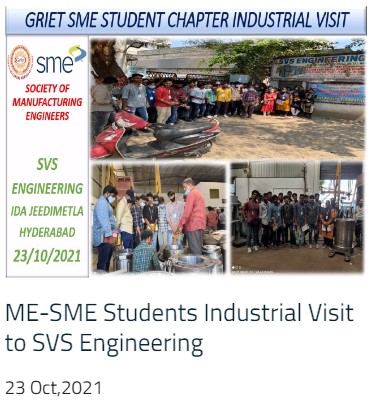 GRIET SME STUDENT CHAPTER INDUSTRIAL VISIT
sme
SOCIETY OF
MANUFACTURING
ENGINEERS
SVS
ENGINEERING
IDA JEEDIMETLA
HYDERABAD
23/10/2021
SVS ENGINEERING
ME-SME Students Industrial Visit
to SVS Engineering
23 Oct,2021